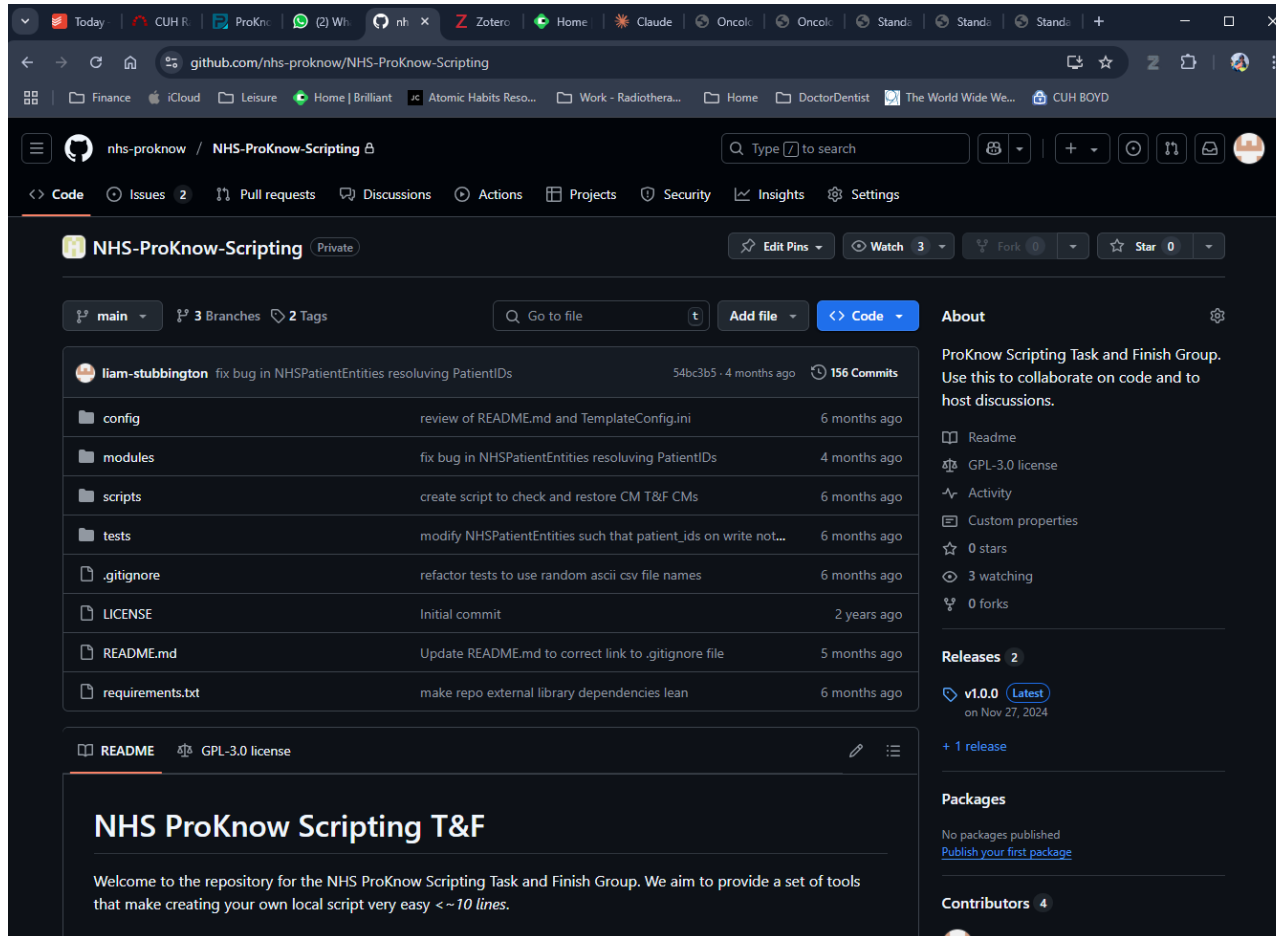 Today
CUH R
ProKno
(2) Wh
nh
Zotero
Home
Claude
Oncolo
Oncolo
Standa
Standa
Standa
github.com/nhs-proknow/NHS-ProKnow-Scripting
Finance
iCloud
Leisure
Home | Brilliant
JC Atomic Habits Reso...
Work - Radiothera...
Home
DoctorDentist
The World Wide We...
CUH BOYD
nhs-proknow / NHS-ProKnow-Scripting
Type / to search
Code
Issues 2
Pull requests
Discussions
Actions
Projects
Security
Insights
Settings
NHS-ProKnow-Scripting Private
Edit Pins
Watch 3
Fork 0
Star 0
main
3 Branches
2 Tags
Go to file t
Add file
Code
liam-stubbington fix bug in NHSPatientEntities resoluving PatientIDs 54bc3b5 · 4 months ago 156 Commits
config review of README.md and TemplateConfig.ini 6 months ago
modules fix bug in NHSPatientEntities resoluving PatientIDs 4 months ago
scripts create script to check and restore CM T&F CMs 6 months ago
tests modify NHSPatientEntities such that patient_ids on write not... 6 months ago
.gitignore refactor tests to use random ascii csv file names 6 months ago
LICENSE Initial commit 2 years ago
README.md Update README.md to correct link to .gitignore file 5 months ago
requirements.txt make repo external library dependencies lean 6 months ago
README
GPL-3.0 license
NHS ProKnow Scripting T&F
Welcome to the repository for the NHS ProKnow Scripting Task and Finish Group. We aim to provide a set of tools
that make creating your own local script very easy <~10 lines.
About
ProKnow Scripting Task and Finish Group.
Use this to collaborate on code and to
host discussions.
Readme
GPL-3.0 license
Activity
Custom properties
0 stars
3 watching
0 forks
Releases 2
v1.0.0 Latest
on Nov 27, 2024
+ 1 release
Packages
No packages published
Publish your first package
Contributors 4